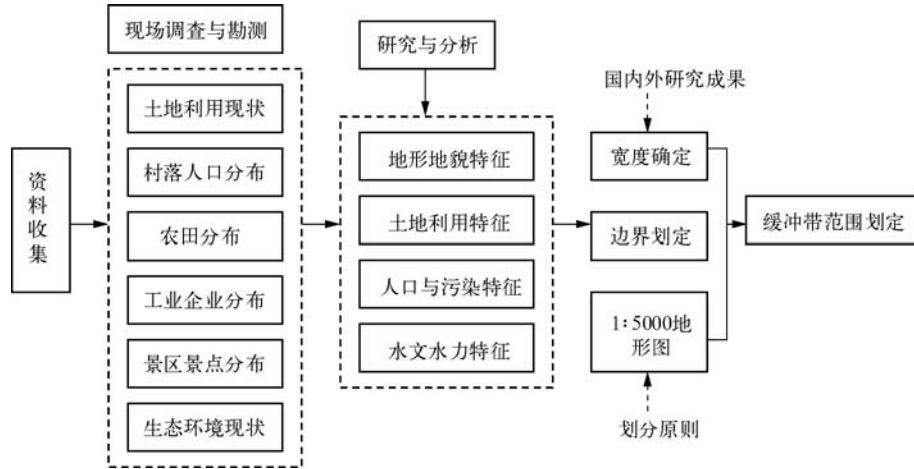 现场调查与勘测
土地利用现状
村落人口分布
农田分布
工业企业分布
景区景点分布
生态环境现状
资料收集
研究与分析
地形地貌特征
土地利用特征
人口与污染特征
水文水力特征
国内外研究成果
宽度确定
边界划定
1:5000地
形图
划分原则
缓冲带范围划定